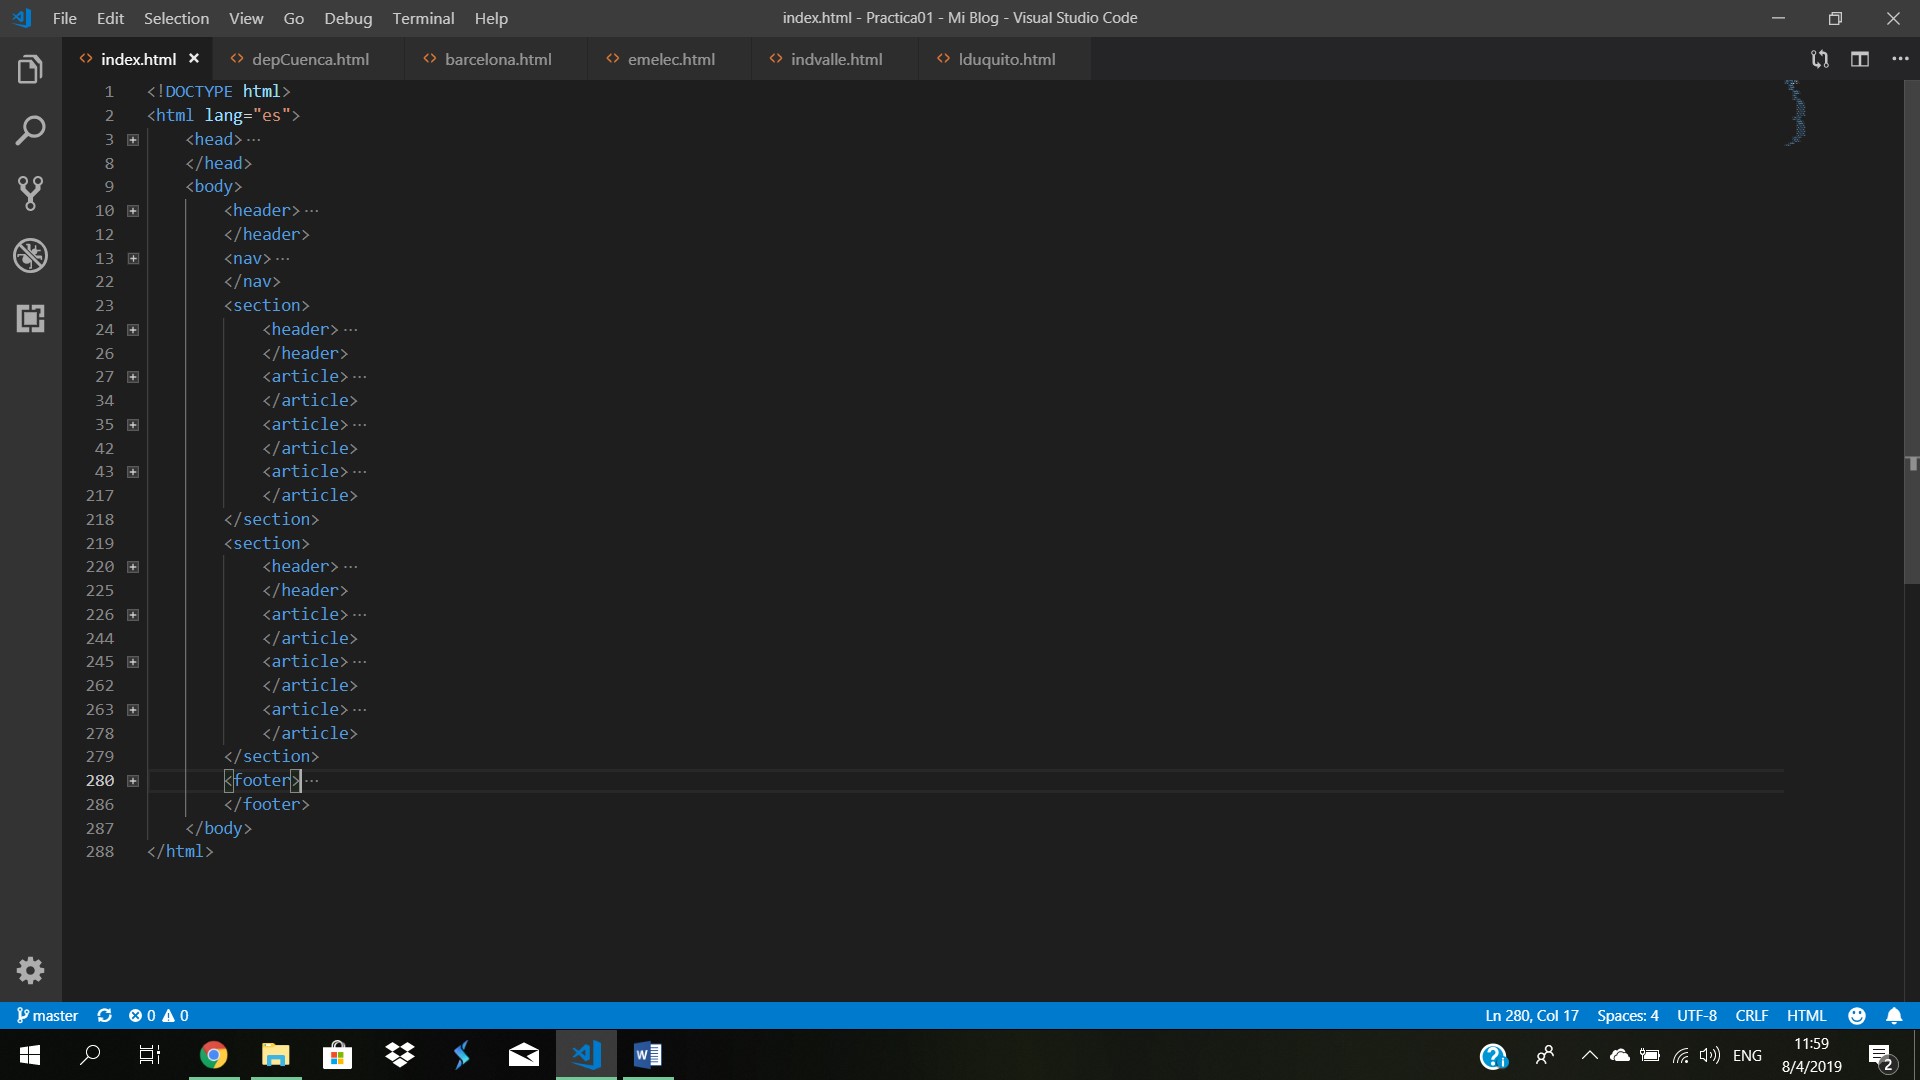 File Edit Selection View Go Debug Terminal Help
index.html - Practica01 - Mi Blog - Visual Studio Code
index.html depCuenca.html barcelona.html emelec.html indvalle.html lduquito.html
1 <!DOCTYPE html>
2 <html lang="es">
3 <head>···
8 </head>
9 <body>
10 <header>···
12 </header>
13 <nav>···
22 </nav>
23 <section>
24 <header>···
26 </header>
27 <article>···
34 </article>
35 <article>···
42 </article>
43 <article>···
217 </article>
218 </section>
219 <section>
220 <header>···
225 </header>
226 <article>···
244 </article>
245 <article>···
262 </article>
263 <article>···
278 </article>
279 </section>
280 <footer>···
286 </footer>
287 </body>
288 </html>
master 0 0 Ln 280, Col 17 Spaces: 4 UTF-8 CRLF HTML
ENG
11:59
8/4/2019
2